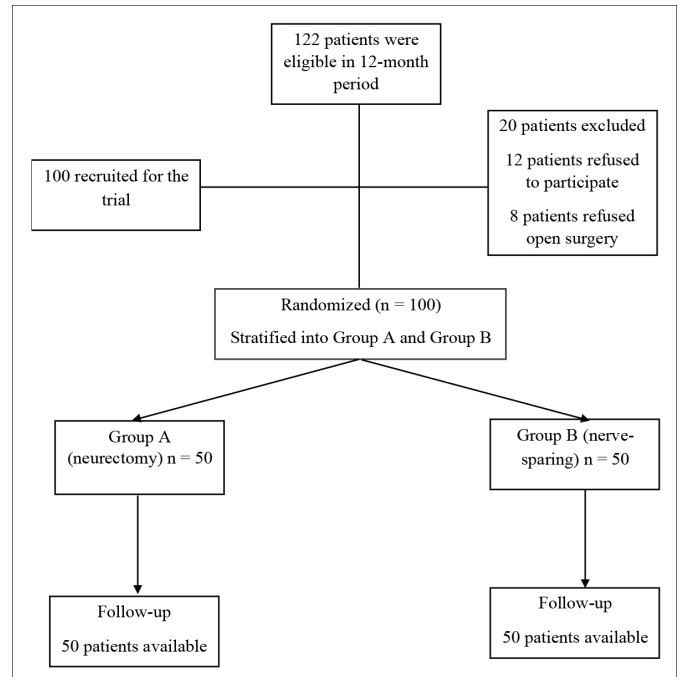 122 patients were
eligible in 12-month
period
20 patients excluded
12 patients refused
to participate
8 patients refused
open surgery
100 recruited for the
trial
Randomized (n = 100)
Stratified into Group A and Group B
Group A
(neurectomy) n = 50
Group B (nerve-
sparing) n = 50
Follow-up
50 patients available
Follow-up
50 patients available